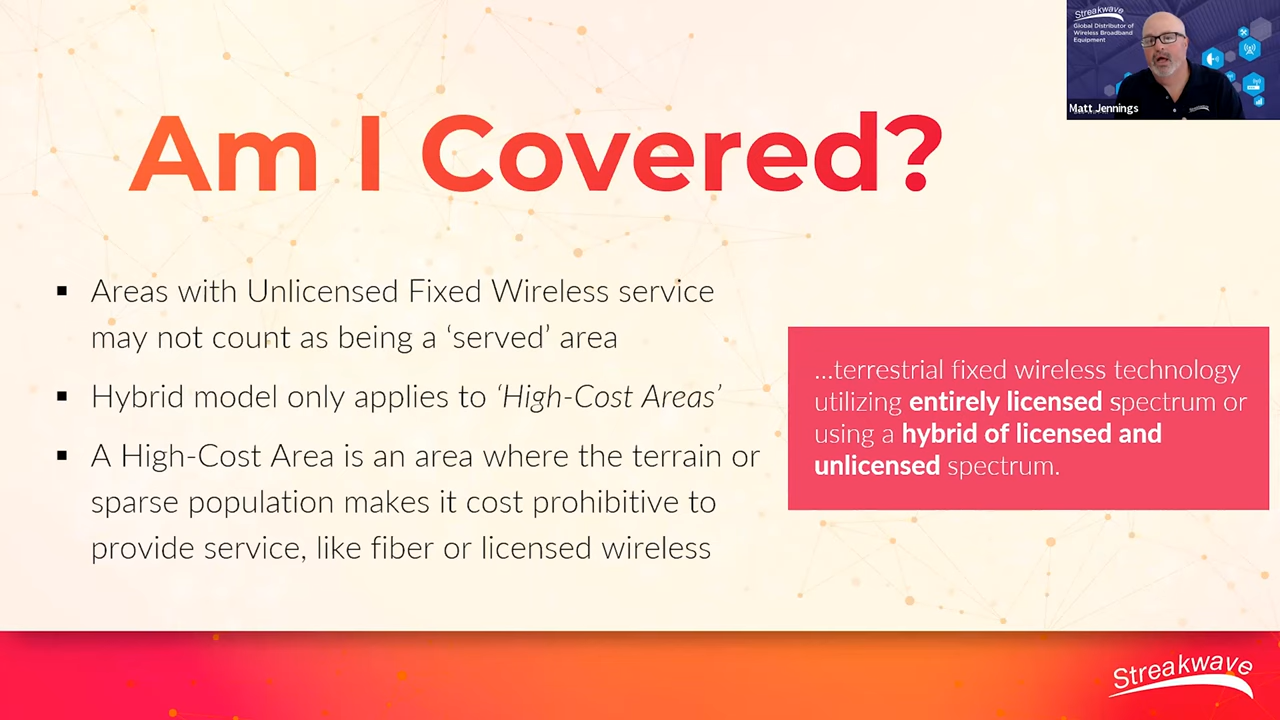 Am I Covered?
▪ Areas with Unlicensed Fixed Wireless service
may not count as being a ‘served’ area
▪ Hybrid model only applies to ‘High-Cost Areas’
▪ A High-Cost Area is an area where the terrain or
sparse population makes it cost prohibitive to
provide service, like fiber or licensed wireless
...terrestrial fixed wireless technology
utilizing entirely licensed spectrum or
using a hybrid of licensed and
unlicensed spectrum.
Streakwave
Global Distributor of
Wireless Broadband
Equipment
Matt Jennings
Streakwave